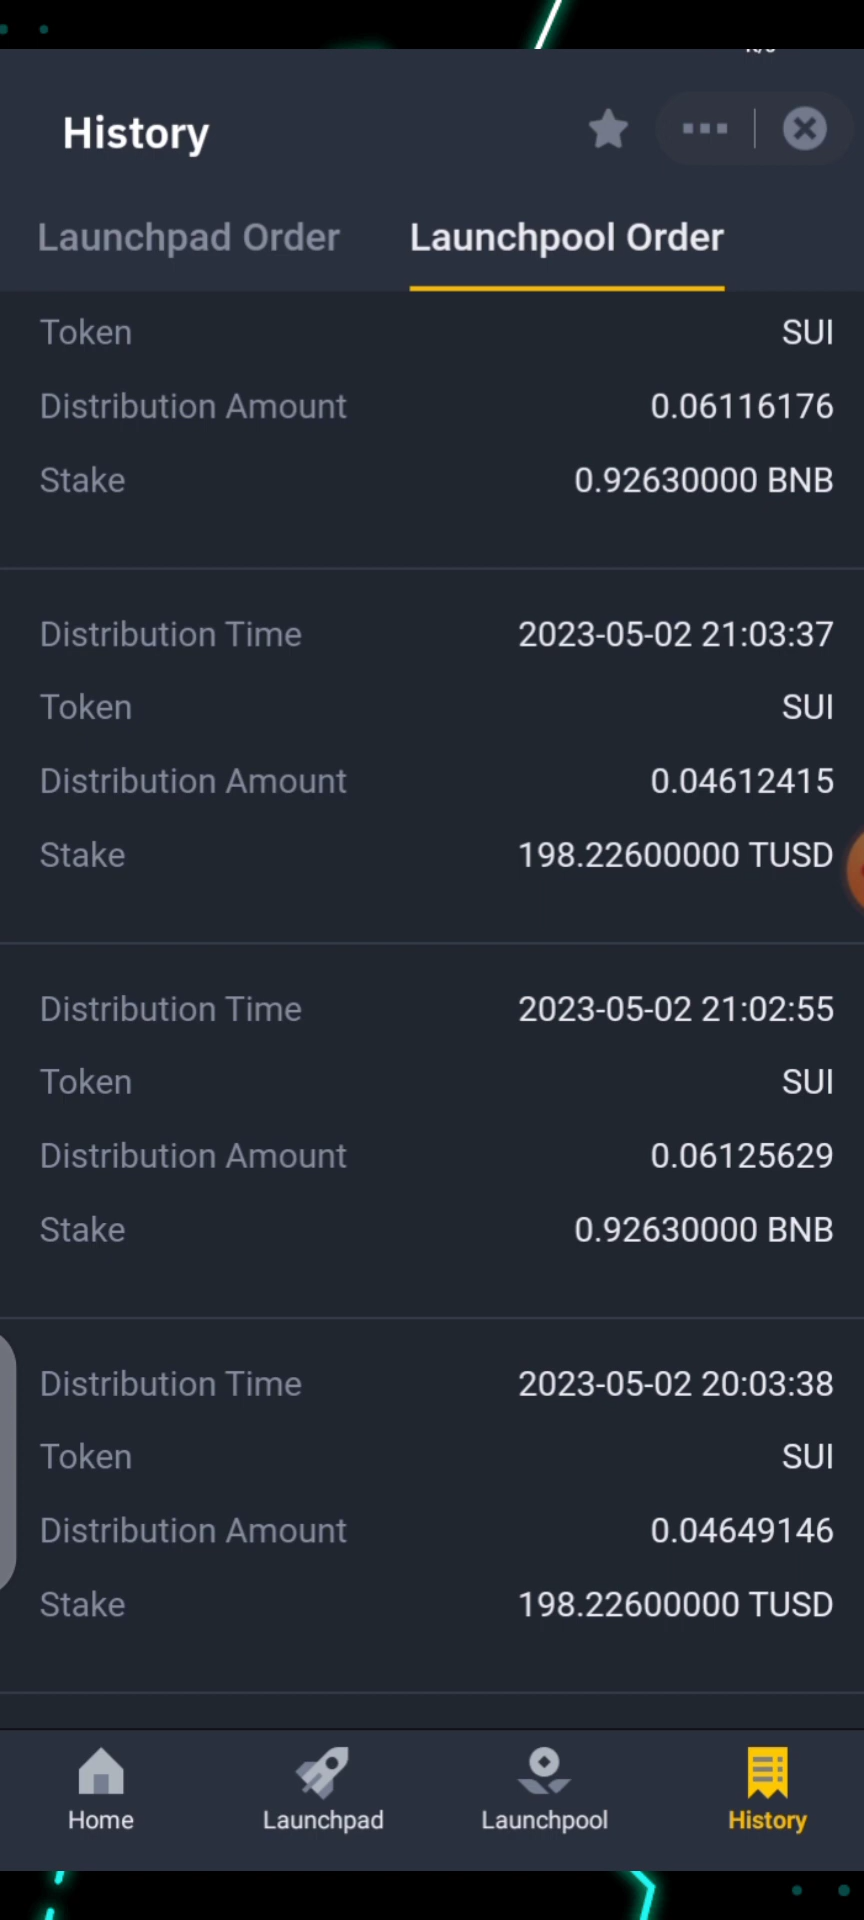 History
Launchpad Order Launchpool Order
Token SUI
Distribution Amount 0.06116176
Stake 0.92630000 BNB
Distribution Time 2023-05-02 21:03:37
Token SUI
Distribution Amount 0.04612415
Stake 198.22600000 TUSD
Distribution Time 2023-05-02 21:02:55
Token SUI
Distribution Amount 0.06125629
Stake 0.92630000 BNB
Distribution Time 2023-05-02 20:03:38
Token SUI
Distribution Amount 0.04649146
Stake 198.22600000 TUSD
Home Launchpad Launchpool History